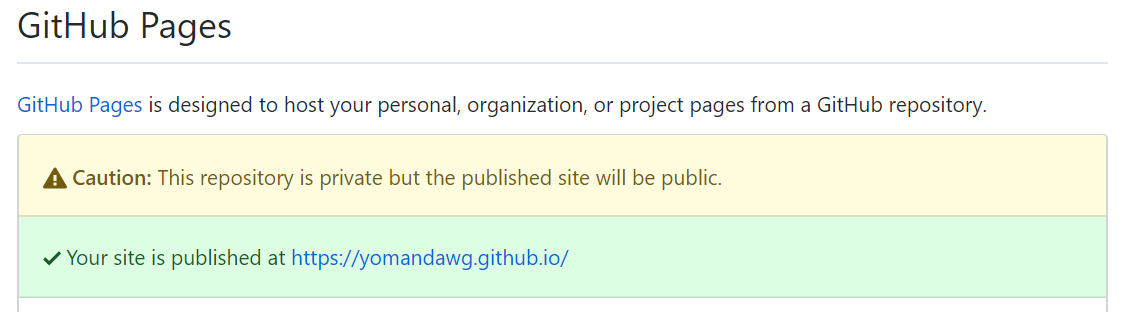 GitHub Pages
GitHub Pages is designed to host your personal, organization, or project pages from a GitHub repository.
Caution: This repository is private but the published site will be public.
Your site is published at https://yomandawg.github.io/